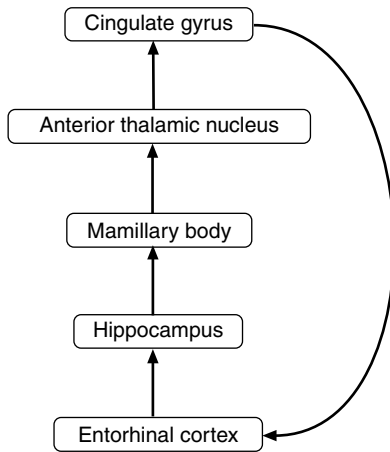 Cingulate gyrus
Anterior thalamic nucleus
Mamillary body
Hippocampus
Entorhinal cortex